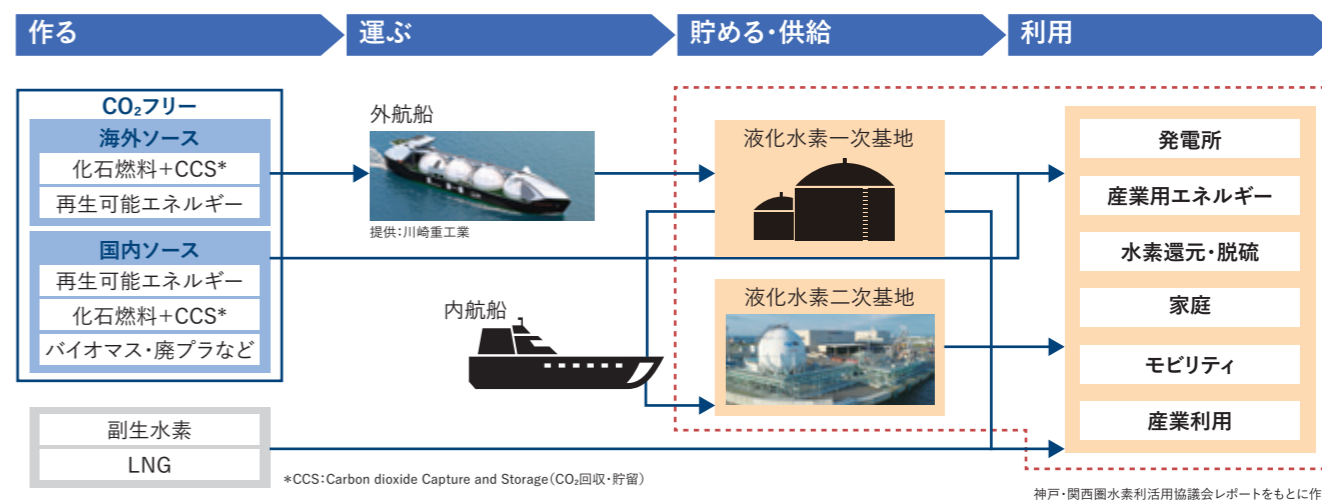 作る
運ぶ
貯める・供給
利用
CO₂フリー
海外ソース
化石燃料+CCS*
再生可能エネルギー
国内ソース
再生可能エネルギー
化石燃料+CCS*
バイオマス・廃プラなど
副生水素
LNG
外航船
提供：川崎重工業
内航船
液化水素一次基地
液化水素二次基地
発電所
産業用エネルギー
水素還元・脱硫
家庭
モビリティ
産業利用
*CCS：Carbon dioxide Capture and Storage（CO₂回収・貯留）
神戸・関西圏水素利活用協議会レポートをもとに作